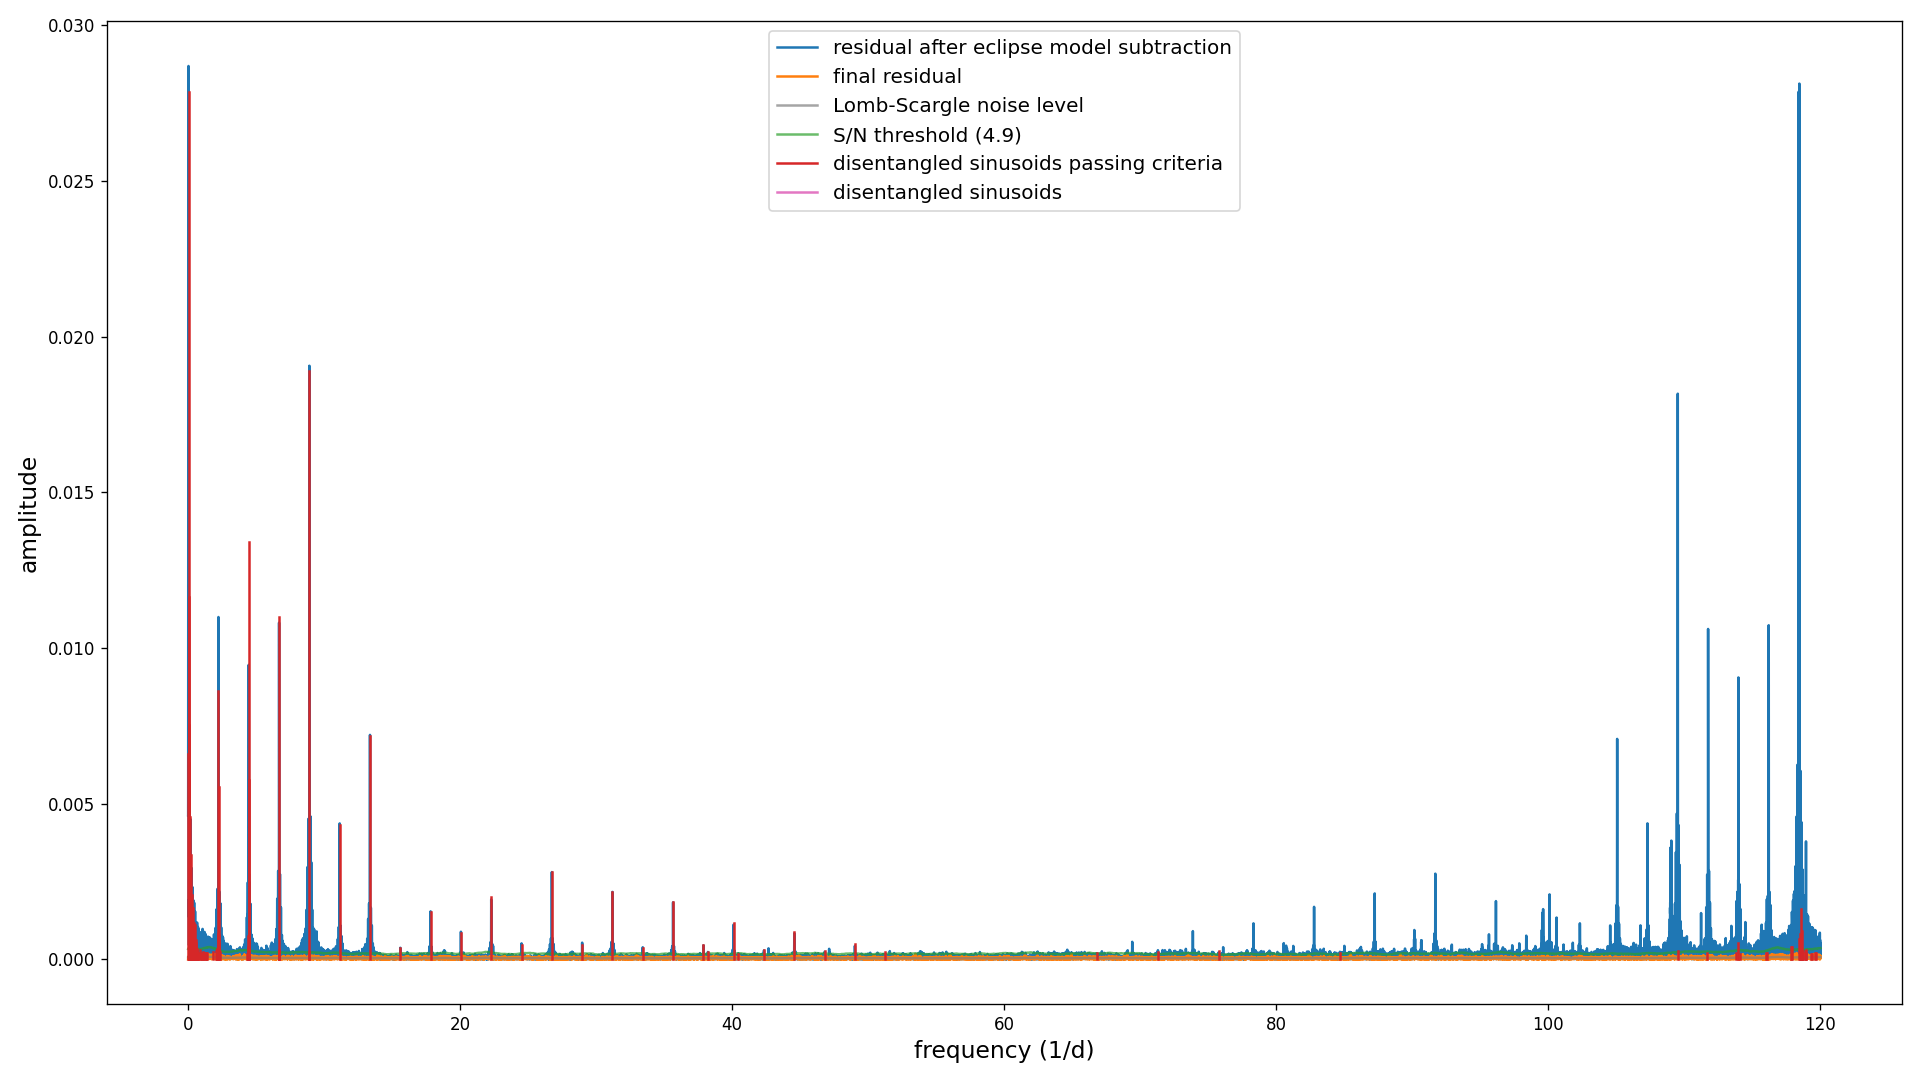 0.030
0.025
0.020
0.015
0.010
0.005
0.000
amplitude
residual after eclipse model subtraction
final residual
Lomb-Scargle noise level
S/N threshold (4.9)
disentangled sinusoids passing criteria
disentangled sinusoids
0 20 40 60 80 100 120
frequency (1/d)